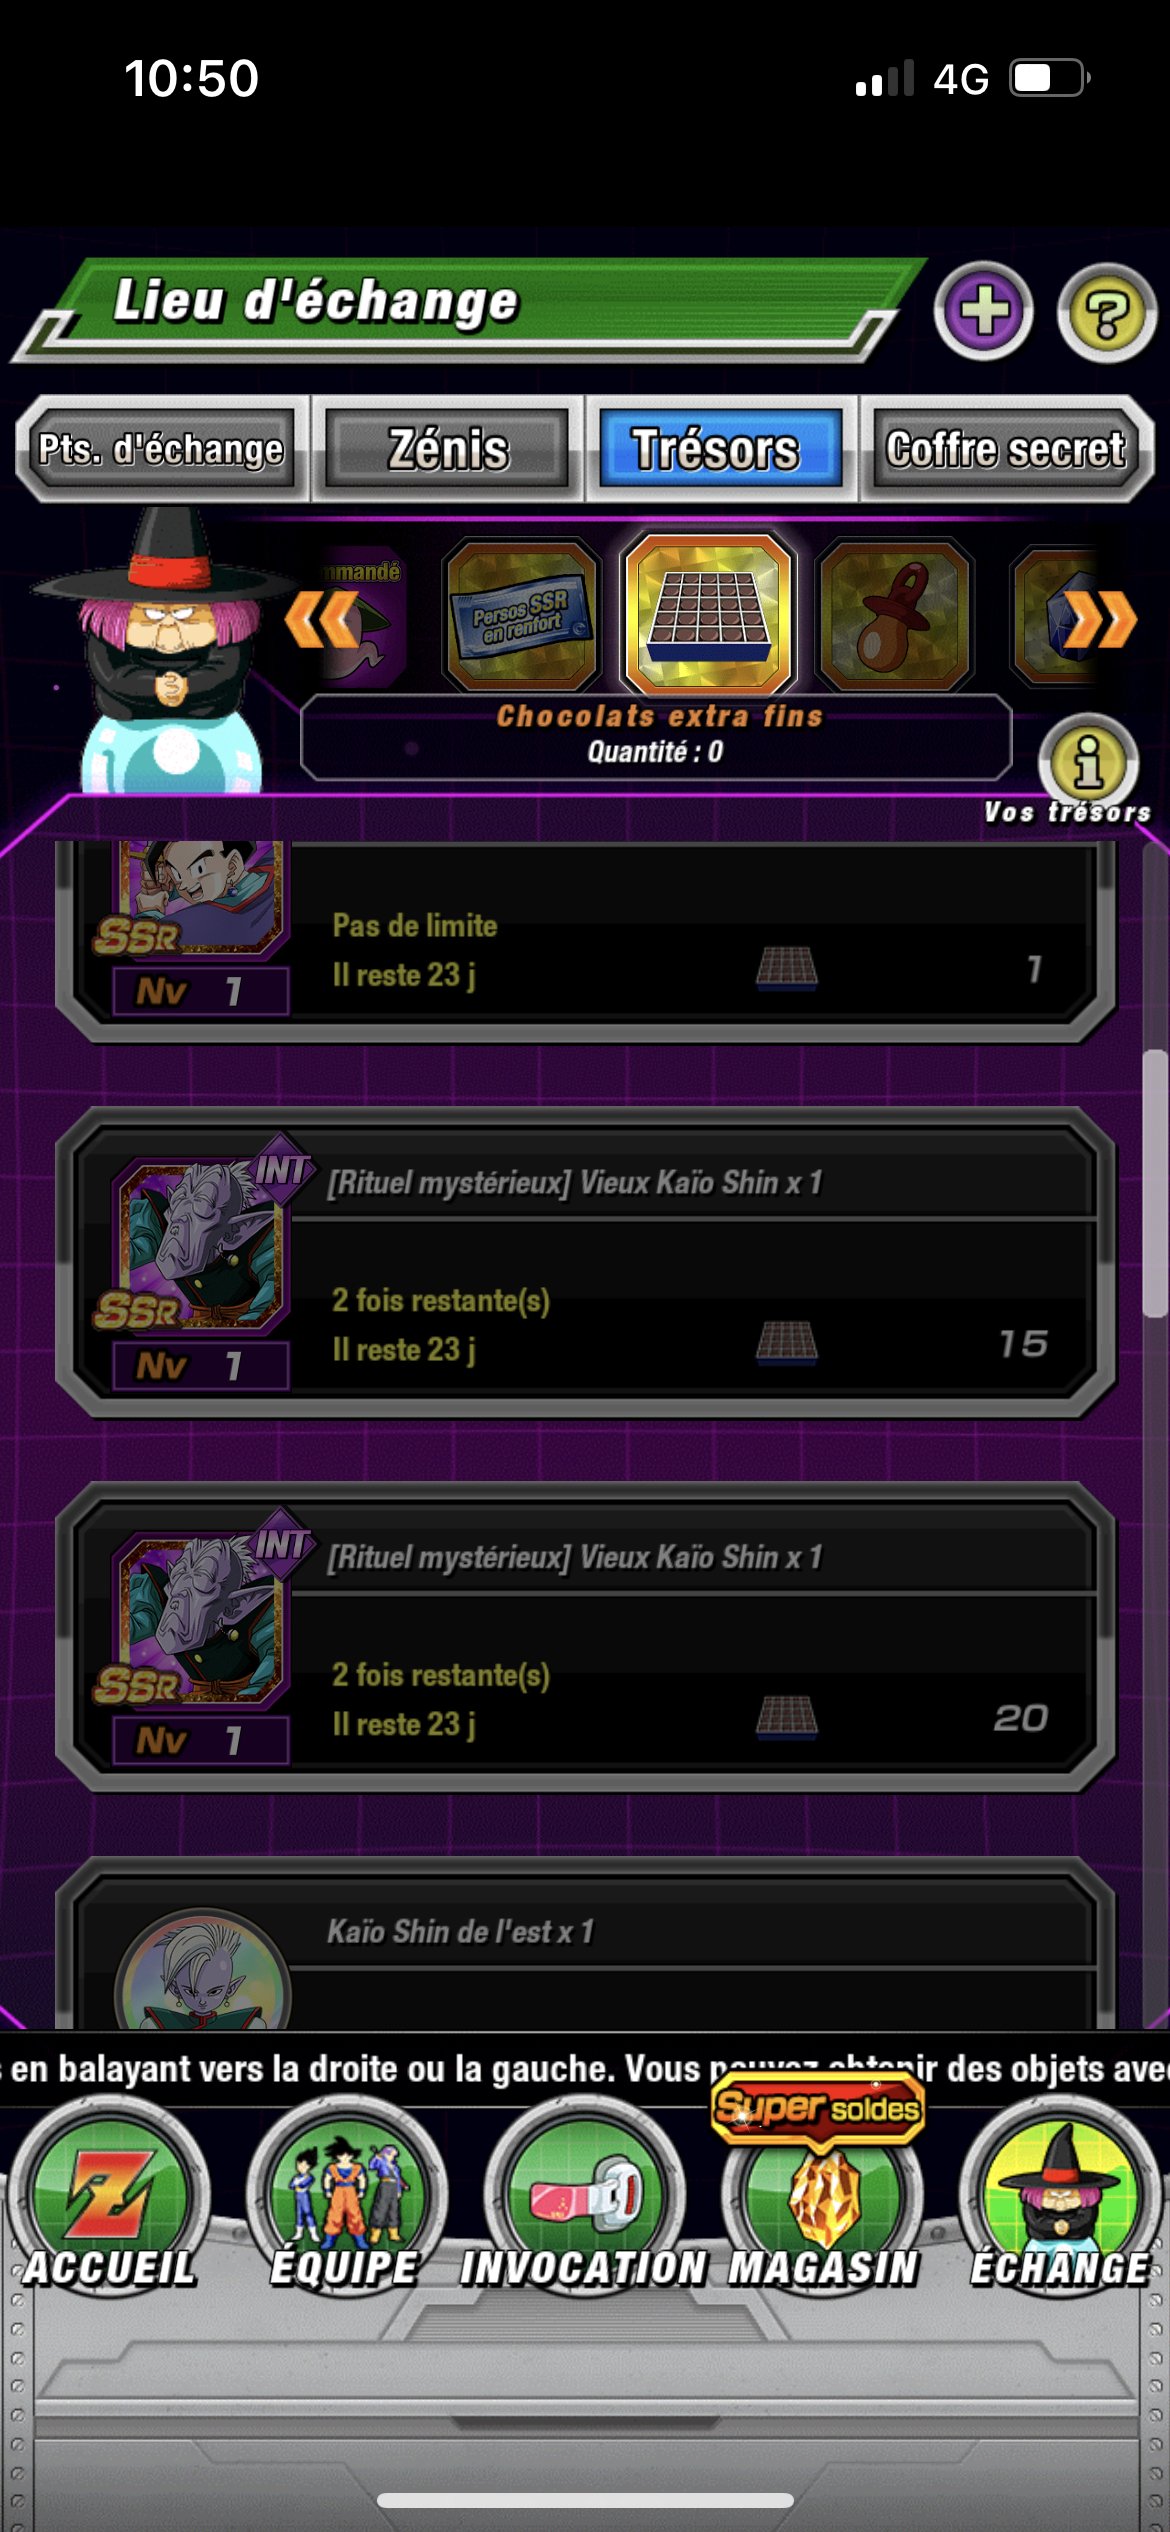 10:50
4G
Lieu d'échange
Pts. d'échange
Zénis
Trésors
Coffre secret
Persos SSR
en renfort
Chocolats extra fins
Quantité : 0
Vos trésors
SSR
Nv 1
Pas de limite
Il reste 23 j
1
INT
[Rituel mystérieux] Vieux Kaïo Shin x 1
SSR
Nv 1
2 fois restante(s)
Il reste 23 j
15
INT
[Rituel mystérieux] Vieux Kaïo Shin x 1
SSR
Nv 1
2 fois restante(s)
Il reste 23 j
20
Kaïo Shin de l'est x 1
en balayant vers la droite ou la gauche. Vous pouvez obtenir des objets
Super soldes
ACCUEIL
ÉQUIPE
INVOCATION
MAGASIN
ÉCHANGE